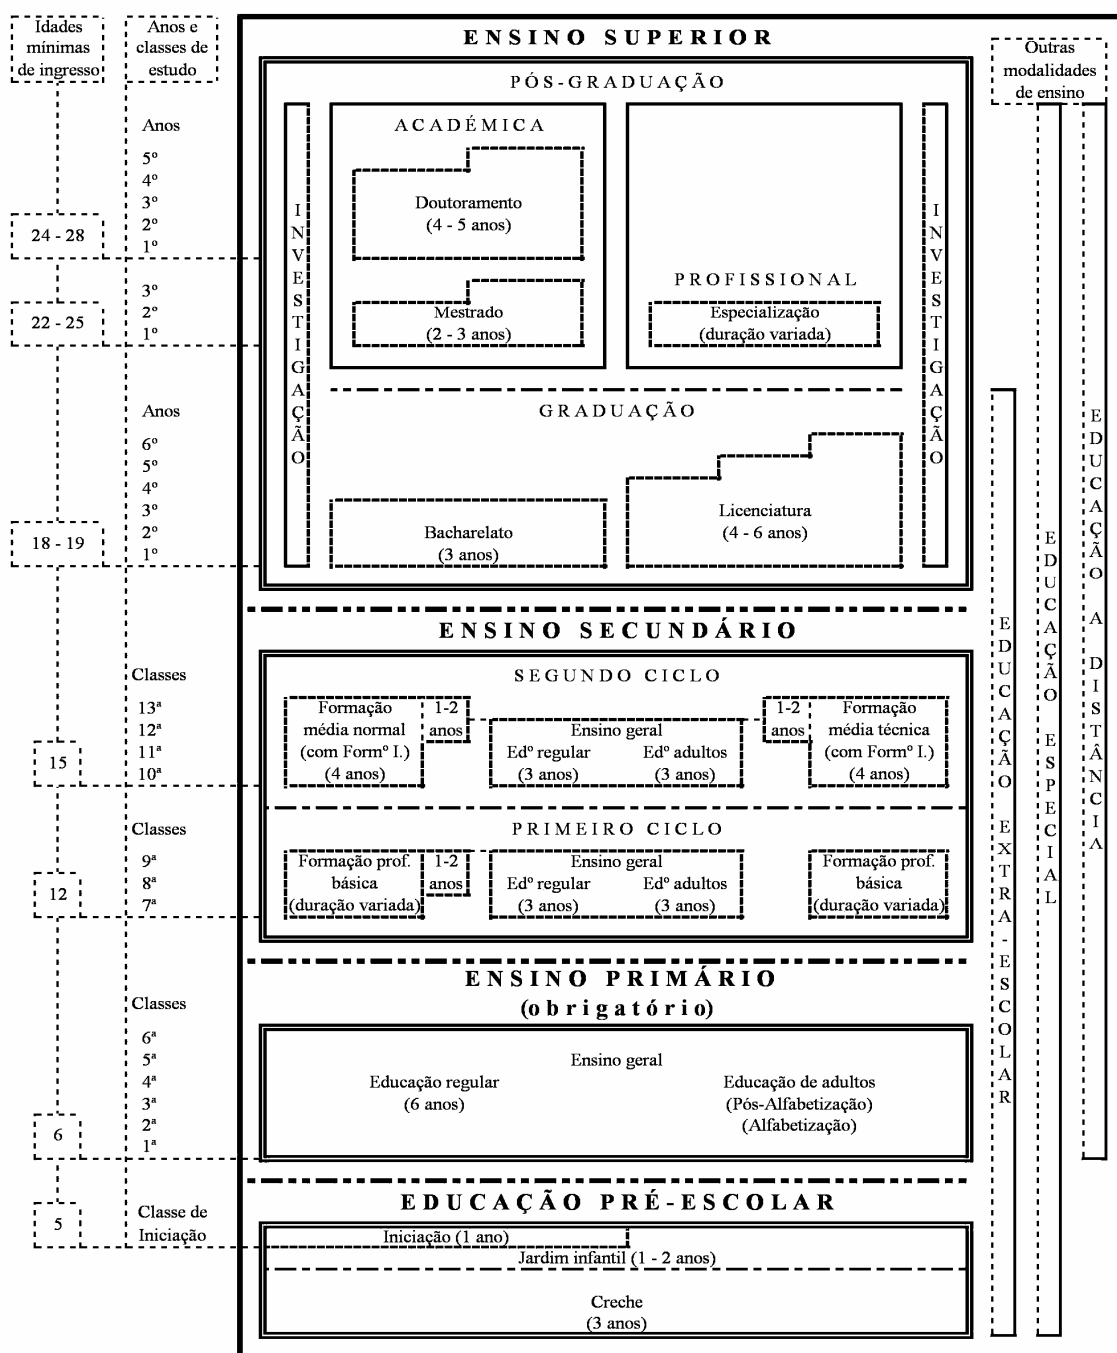 Idades
mínimas
de ingresso
Anos e
classes de
estudo
ENSINO SUPERIOR
Outras
modalidades
de ensino
PÓS-GRADUAÇÃO
Anos
5º
4º
3º
2º
1º
24 - 28
3º
2º
1º
22 - 25
INVESTIGAÇÃO
ACADÉMICA
Doutoramento
(4 - 5 anos)
Mestrado
(2 - 3 anos)
PROFISSIONAL
Especialização
(duração variada)
INVESTIGAÇÃO
GRADUAÇÃO
Anos
6º
5º
4º
3º
2º
1º
18 - 19
Bacharelato
(3 anos)
Licenciatura
(4 - 6 anos)
EDUCAÇÃO EXTRA-ESCOLAR
EDUCAÇÃO ESPECIAL
EDUCAÇÃO A DISTÂNCIA
ENSINO SECUNDÁRIO
SEGUNDO CICLO
Classes
13ª
12ª
11ª
10ª
15
Formação
média normal
(com Formº I.)
(4 anos)
1-2
anos
Ensino geral
Edº regular
(3 anos)
Edº adultos
(3 anos)
1-2
anos
Formação
média técnica
(com Formº I.)
(4 anos)
PRIMEIRO CICLO
Classes
9ª
8ª
7ª
12
Formação prof.
básica
(duração variada)
1-2
anos
Ensino geral
Edº regular
(3 anos)
Edº adultos
(3 anos)
Formação prof.
básica
(duração variada)
ENSINO PRIMÁRIO
(obrigatório)
Classes
6ª
5ª
4ª
3ª
2ª
1ª
6
Ensino geral
Educação regular
(6 anos)
Educação de adultos
(Pós-Alfabetização)
(Alfabetização)
EDUCAÇÃO PRÉ-ESCOLAR
5
Classe de
Iniciação
Iniciação (1 ano)
Jardim infantil (1 - 2 anos)
Creche
(3 anos)